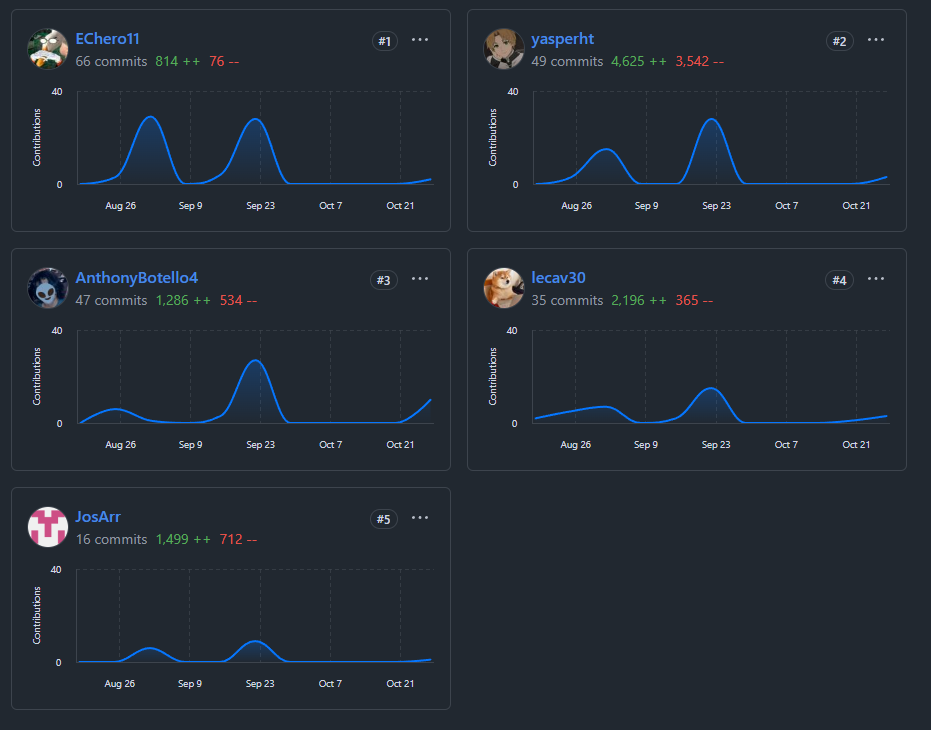 EChero11
#1
...
66 commits 814 ++ 76 --
Contributions
40
0
Aug 26 Sep 9 Sep 23 Oct 7 Oct 21
yasperht
#2
...
49 commits 4,625 ++ 3,542 --
Contributions
40
0
Aug 26 Sep 9 Sep 23 Oct 7 Oct 21
AnthonyBotello4
#3
...
47 commits 1,286 ++ 534 --
Contributions
40
0
Aug 26 Sep 9 Sep 23 Oct 7 Oct 21
lecav30
#4
...
35 commits 2,196 ++ 365 --
Contributions
40
0
Aug 26 Sep 9 Sep 23 Oct 7 Oct 21
JosArr
#5
...
16 commits 1,499 ++ 712 --
Contributions
40
0
Aug 26 Sep 9 Sep 23 Oct 7 Oct 21